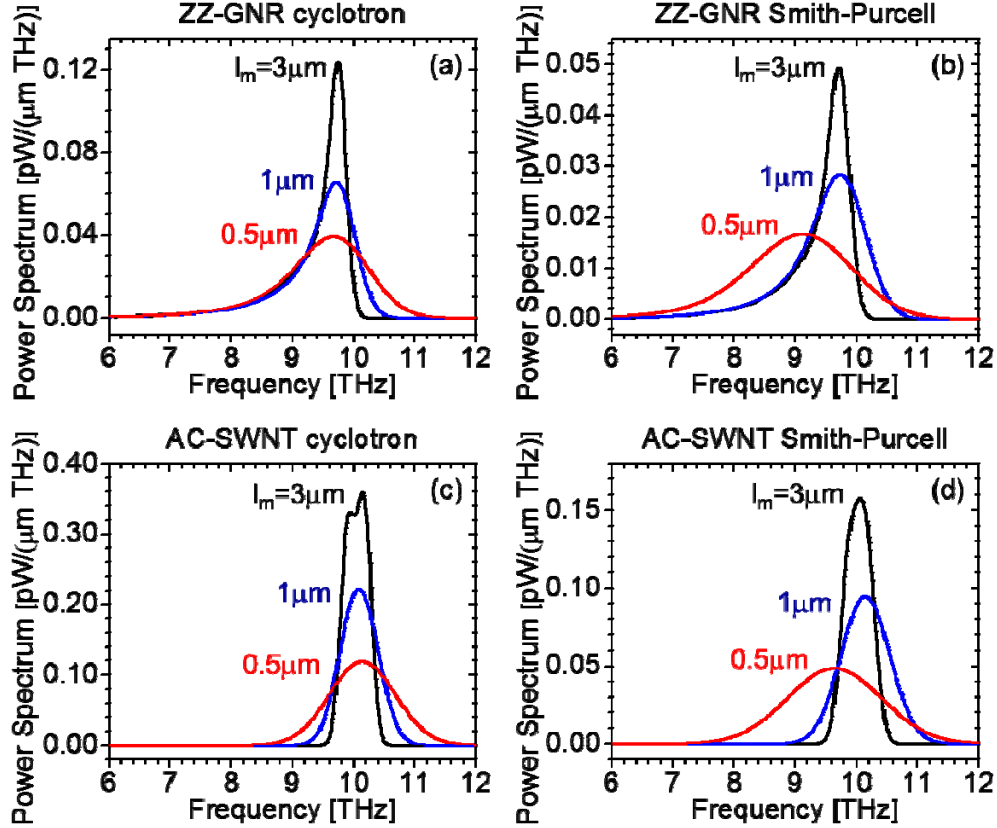 ZZ-GNR cyclotron
Power Spectrum [pW/(μm THz)]
0.12
0.08
0.04
0.00
(a)
lm=3μm
1μm
0.5μm
6 7 8 9 10 11 12
Frequency [THz]
ZZ-GNR Smith-Purcell
Power Spectrum [pW/(μm THz)]
0.05
0.04
0.03
0.02
0.01
0.00
(b)
lm=3μm
1μm
0.5μm
6 7 8 9 10 11 12
Frequency [THz]
AC-SWNT cyclotron
Power Spectrum [pW/(μm THz)]
0.40
0.30
0.20
0.10
0.00
(c)
lm=3μm
1μm
0.5μm
6 7 8 9 10 11 12
Frequency [THz]
AC-SWNT Smith-Purcell
Power Spectrum [pW/(μm THz)]
0.15
0.10
0.05
0.00
(d)
lm=3μm
1μm
0.5μm
6 7 8 9 10 11 12
Frequency [THz]